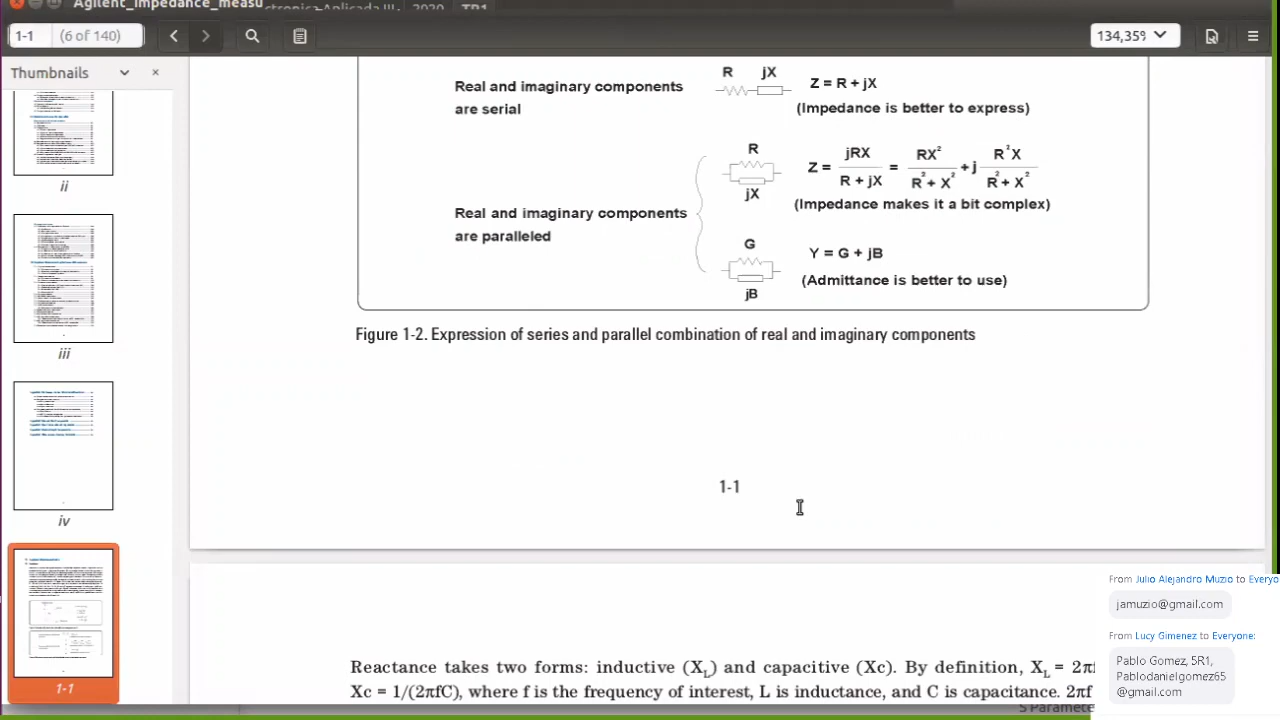 Agilent_impedance_measu
2020
TP1
1-1
(6 of 140)
134,35%
Thumbnails
ii
iii
iv
1-1
Real and imaginary components
are serial
R jX
Z = R + jX
(Impedance is better to express)
Real and imaginary components
are paralleled
R
jX
Z = jRX / R + jX = RX² / R² + X² + j R²X / R² + X²
(Impedance makes it a bit complex)
G
jB
Y = G + jB
(Admittance is better to use)
Figure 1-2. Expression of series and parallel combination of real and imaginary components
1-1
Reactance takes two forms: inductive (X_L) and capacitive (Xc). By definition, X_L = 2π
Xc = 1/(2πfC), where f is the frequency of interest, L is inductance, and C is capacitance. 2πf
From Julio Alejandro Muzio to Everyo
jamuzio@gmail.com
From Lucy Gimenez to Everyone:
Pablo Gomez, 5R1,
Pablodanielgomez65
@gmail.com